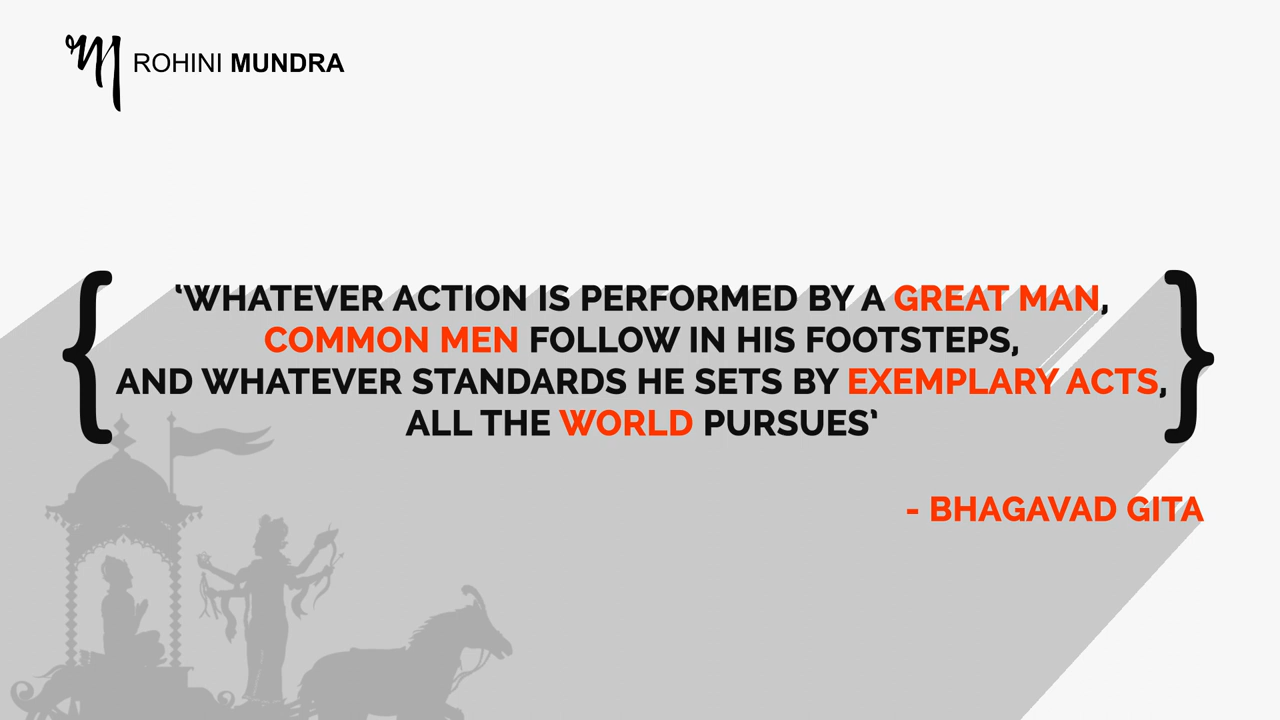 ROHINI MUNDRA
‘WHATEVER ACTION IS PERFORMED BY A GREAT MAN,
COMMON MEN FOLLOW IN HIS FOOTSTEPS,
AND WHATEVER STANDARDS HE SETS BY EXEMPLARY ACTS,
ALL THE WORLD PURSUES’
- BHAGAVAD GITA